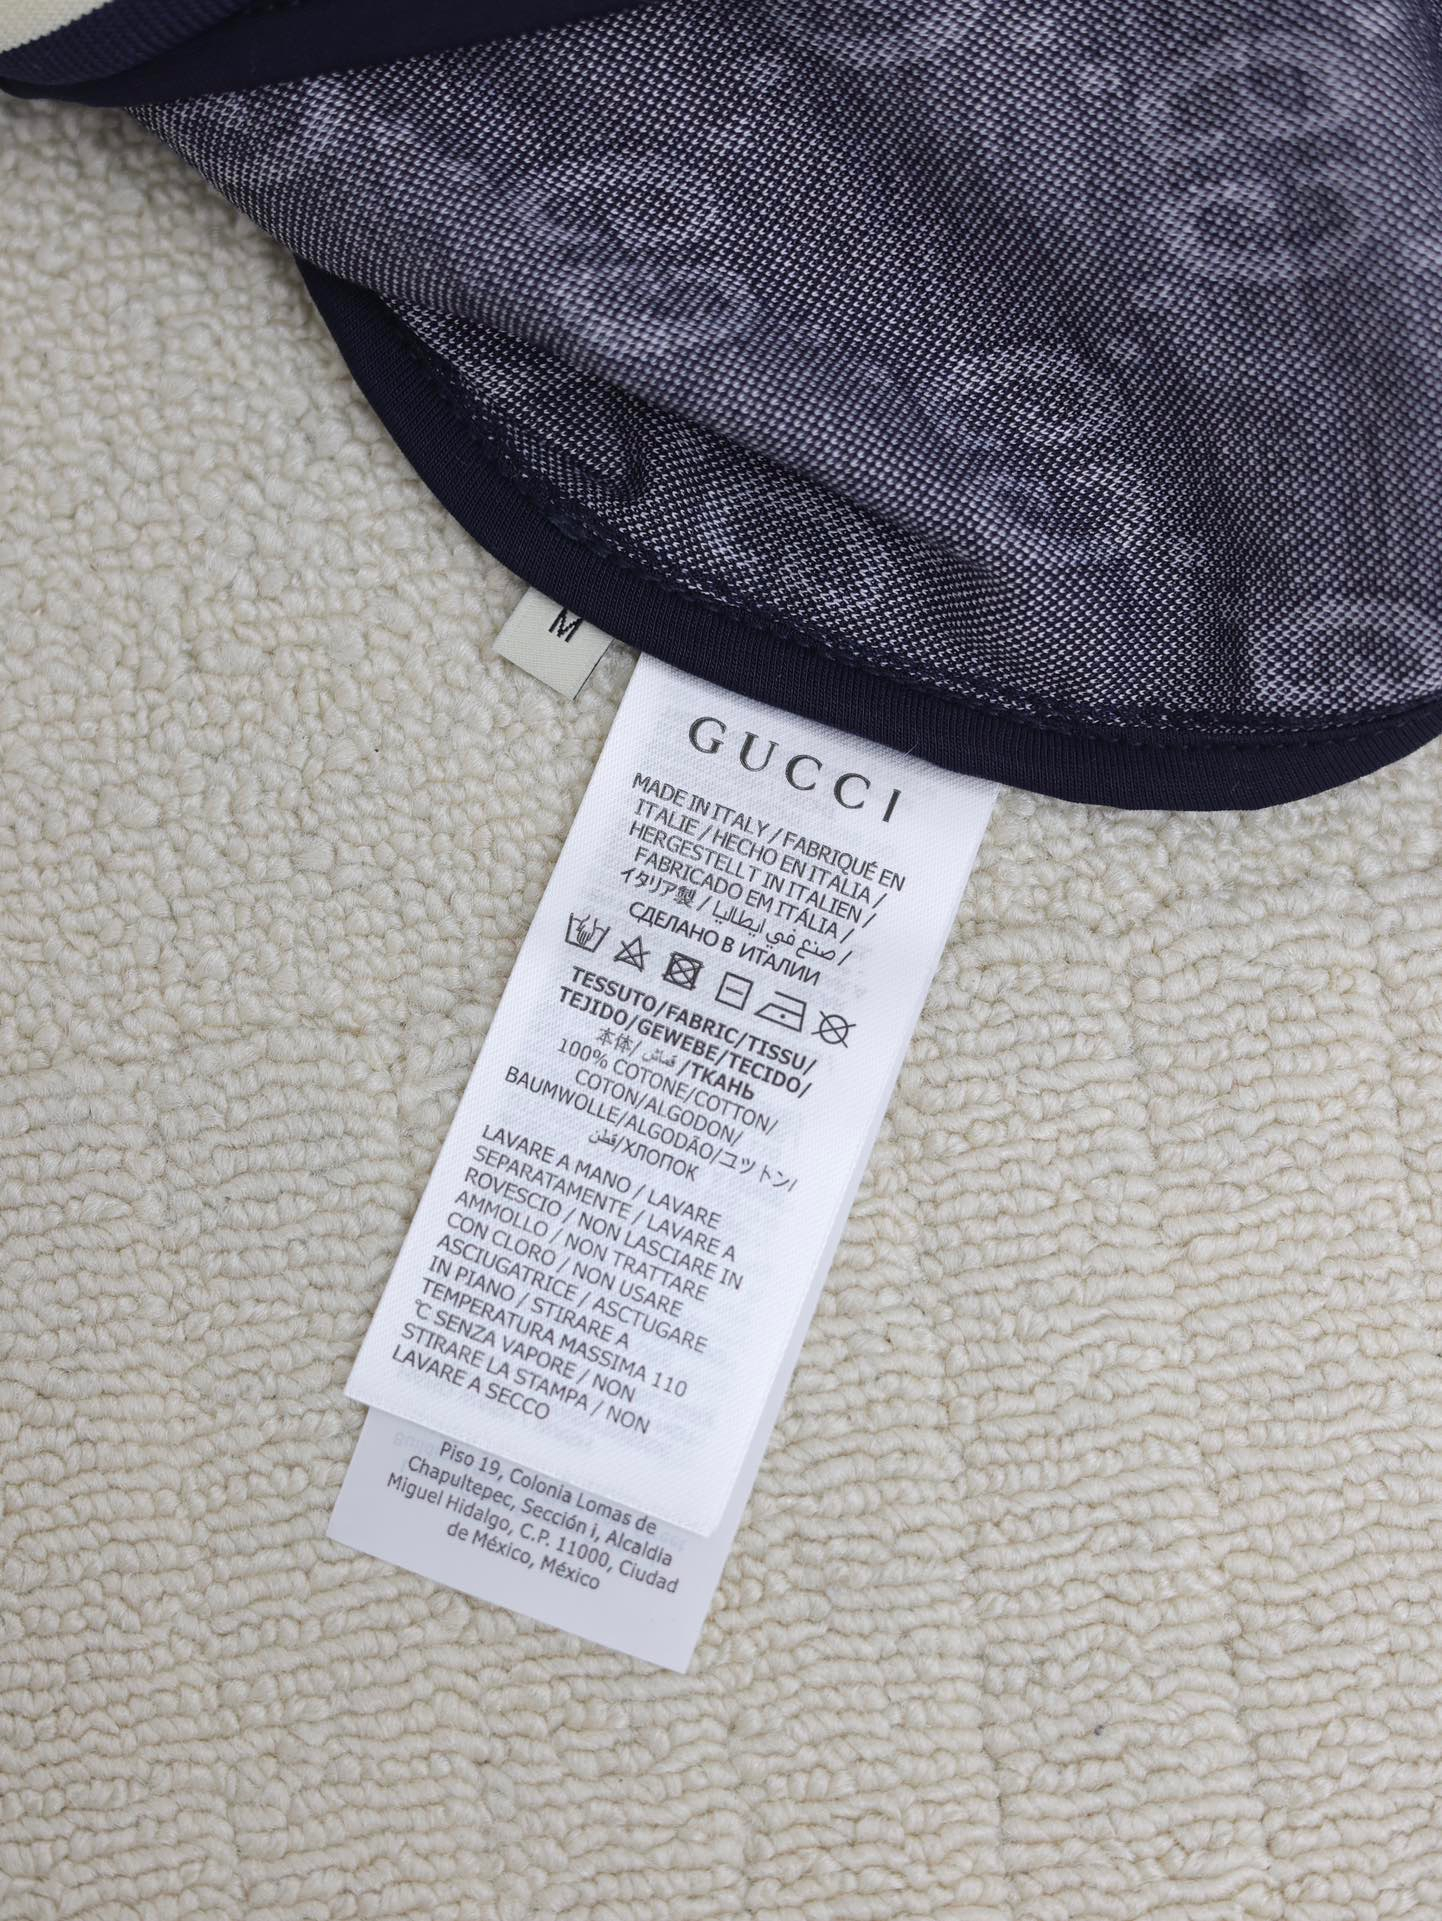 M
GUCCI
MADE IN ITALY / FABRIQUÉ EN
ITALIE / HECHO EN ITALIA /
HERGESTELLT IN ITALIEN /
FABRICADO EM ITÁLIA /
イタリア製 / صنع في ايطاليا /
СДЕЛАНО В ИТАЛИИ
TESSUTO/FABRIC/TISSU/
TEJIDO/GEWEBE/TECIDO/
本体/ قماش /ТКАНЬ
100% COTONE/COTTON/
COTON/ALGODON/
BAUMWOLLE/ALGODÃO/コットン/
قطن/ХЛОПОК
LAVARE A MANO / LAVARE
SEPARATAMENTE / LAVARE A
ROVESCIO / NON LASCIARE IN
AMMOLLO / NON TRATTARE
CON CLORO / NON USARE
ASCIUGATRICE / ASCTUGARE
IN PIANO / STIRARE A
TEMPERATURA MASSIMA 110
℃ SENZA VAPORE / NON
STIRARE LA STAMPA / NON
LAVARE A SECCO
Piso 19, Colonia Lomas de
Chapultepec, Sección i, Alcaldia
Miguel Hidalgo, C.P. 11000, Ciudad
de México, México